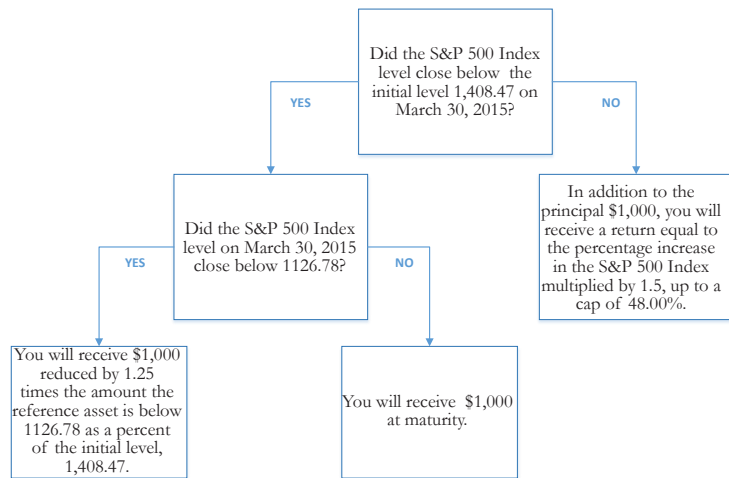 Did the S&P 500 Index
level close below the
initial level 1,408.47 on
March 30, 2015?
YES
NO
Did the S&P 500 Index
level on March 30, 2015
close below 1126.78?
In addition to the
principal $1,000, you will
receive a return equal to
the percentage increase
in the S&P 500 Index
multiplied by 1.5, up to a
cap of 48.00%.
YES
NO
You will receive $1,000
reduced by 1.25
times the amount the
reference asset is below
1126.78 as a percent
of the initial level,
1,408.47.
You will receive $1,000
at maturity.